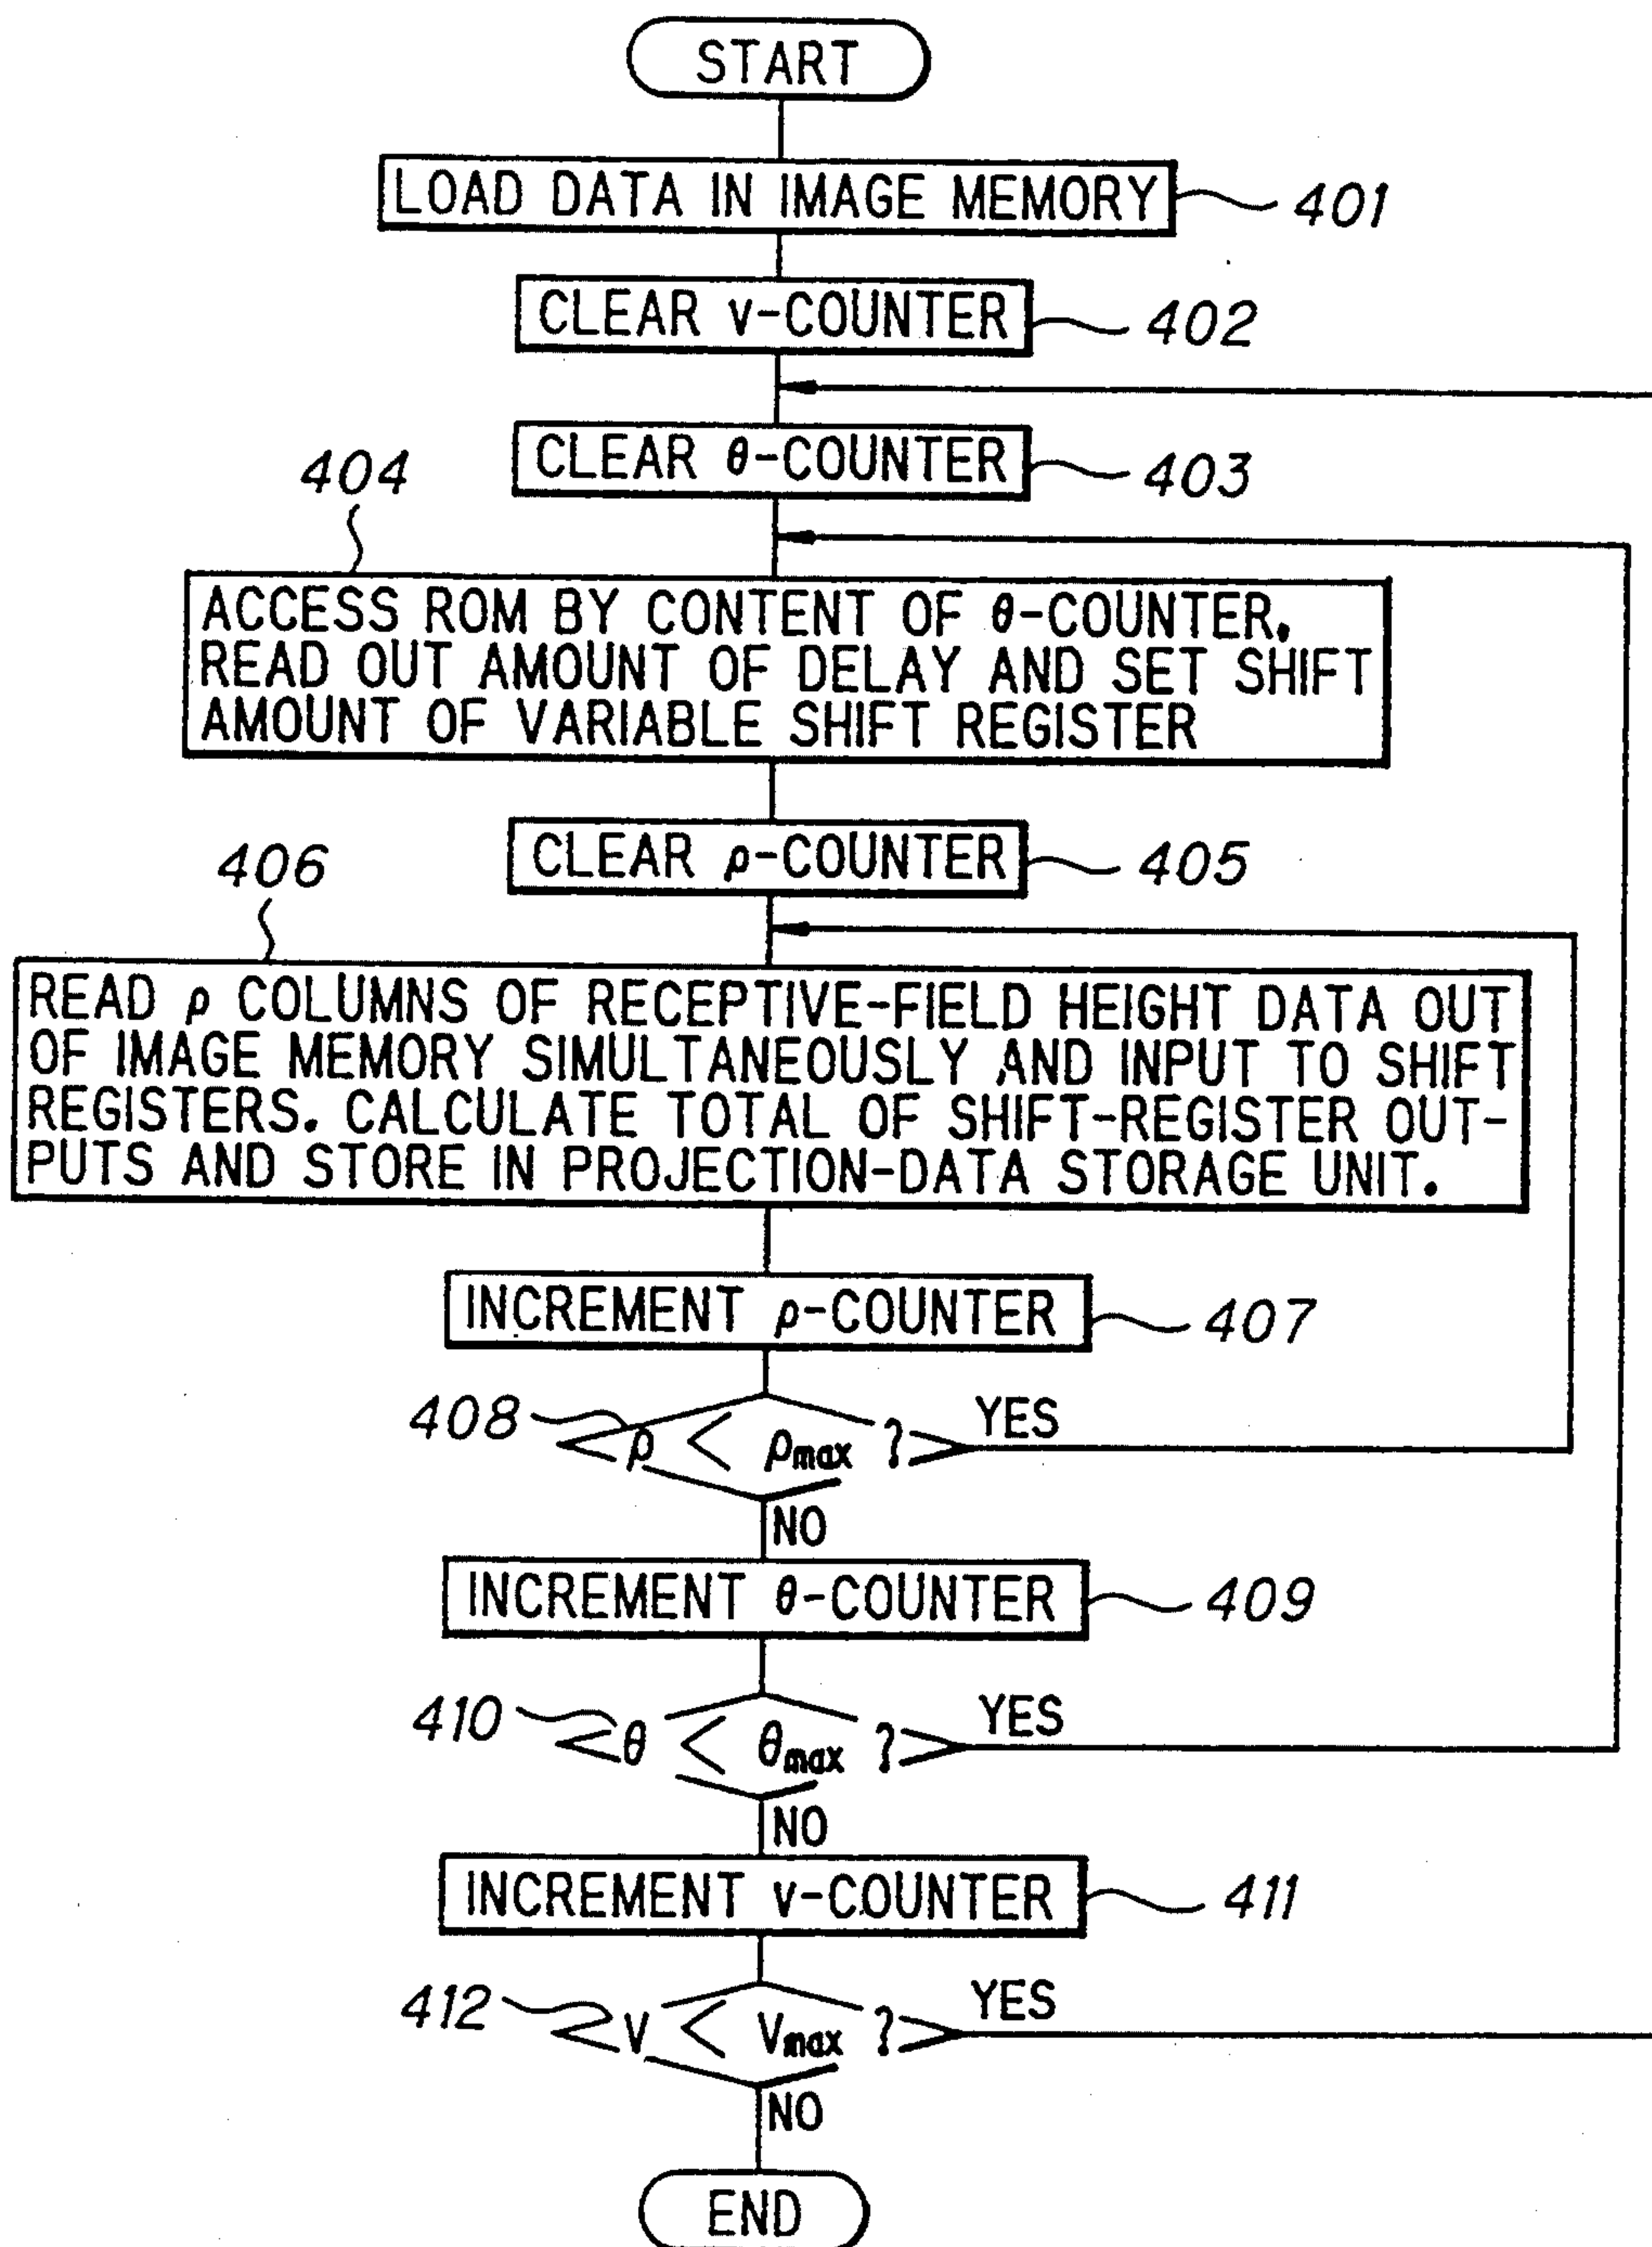 START
LOAD DATA IN IMAGE MEMORY
401
CLEAR v-COUNTER
402
CLEAR θ-COUNTER
403
404
ACCESS ROM BY CONTENT OF θ-COUNTER.
READ OUT AMOUNT OF DELAY AND SET SHIFT
AMOUNT OF VARIABLE SHIFT REGISTER
CLEAR ρ-COUNTER
405
406
READ ρ COLUMNS OF RECEPTIVE-FIELD HEIGHT DATA OUT
OF IMAGE MEMORY SIMULTANEOUSLY AND INPUT TO SHIFT
REGISTERS. CALCULATE TOTAL OF SHIFT-REGISTER OUT-
PUTS AND STORE IN PROJECTION-DATA STORAGE UNIT.
INCREMENT ρ-COUNTER
407
408
ρ < ρmax ?
YES
NO
INCREMENT θ-COUNTER
409
410
θ < θmax ?
YES
NO
INCREMENT v-COUNTER
411
412
v < vmax ?
YES
NO
END